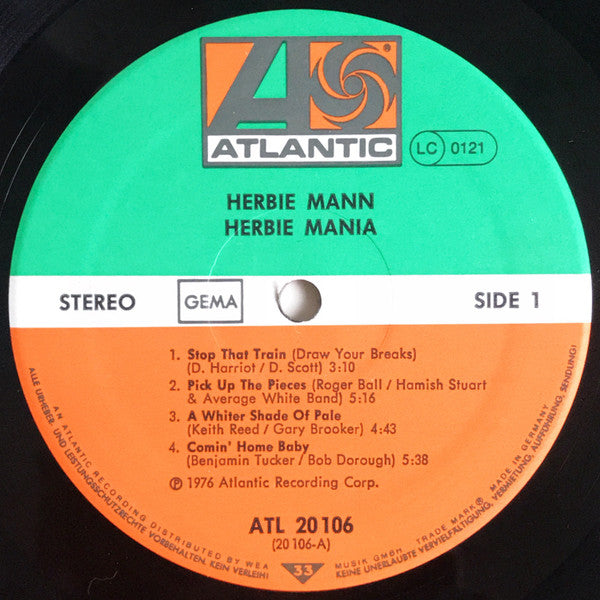 ATLANTIC
®
LC 0121
HERBIE MANN
HERBIE MANIA
STEREO
GEMA
SIDE 1
1. Stop That Train (Draw Your Breaks)
(D. Harriot / D. Scott) 3:10
2. Pick Up The Pieces (Roger Ball / Hamish Stuart
& Average White Band) 5:16
3. A Whiter Shade Of Pale
(Keith Reed / Gary Brooker) 4:43
4. Comin' Home Baby
(Benjamin Tucker / Bob Dorough) 5:38
℗ 1976 Atlantic Recording Corp.
ATL 20 106
(20 106-A)
33
AN ATLANTIC RECORDING DISTRIBUTED BY WEA MUSIK GMBH TRADE MARK® MADE IN GERMANY
ALLE URHEBER- UND LEISTUNGSSCHUTZRECHTE VORBEHALTEN. KEIN VERLEIH! KEINE UNERLAUBTE VERVIELFÄLTIGUNG, VERMIETUNG, AUFFÜHRUNG, SENDUNG!